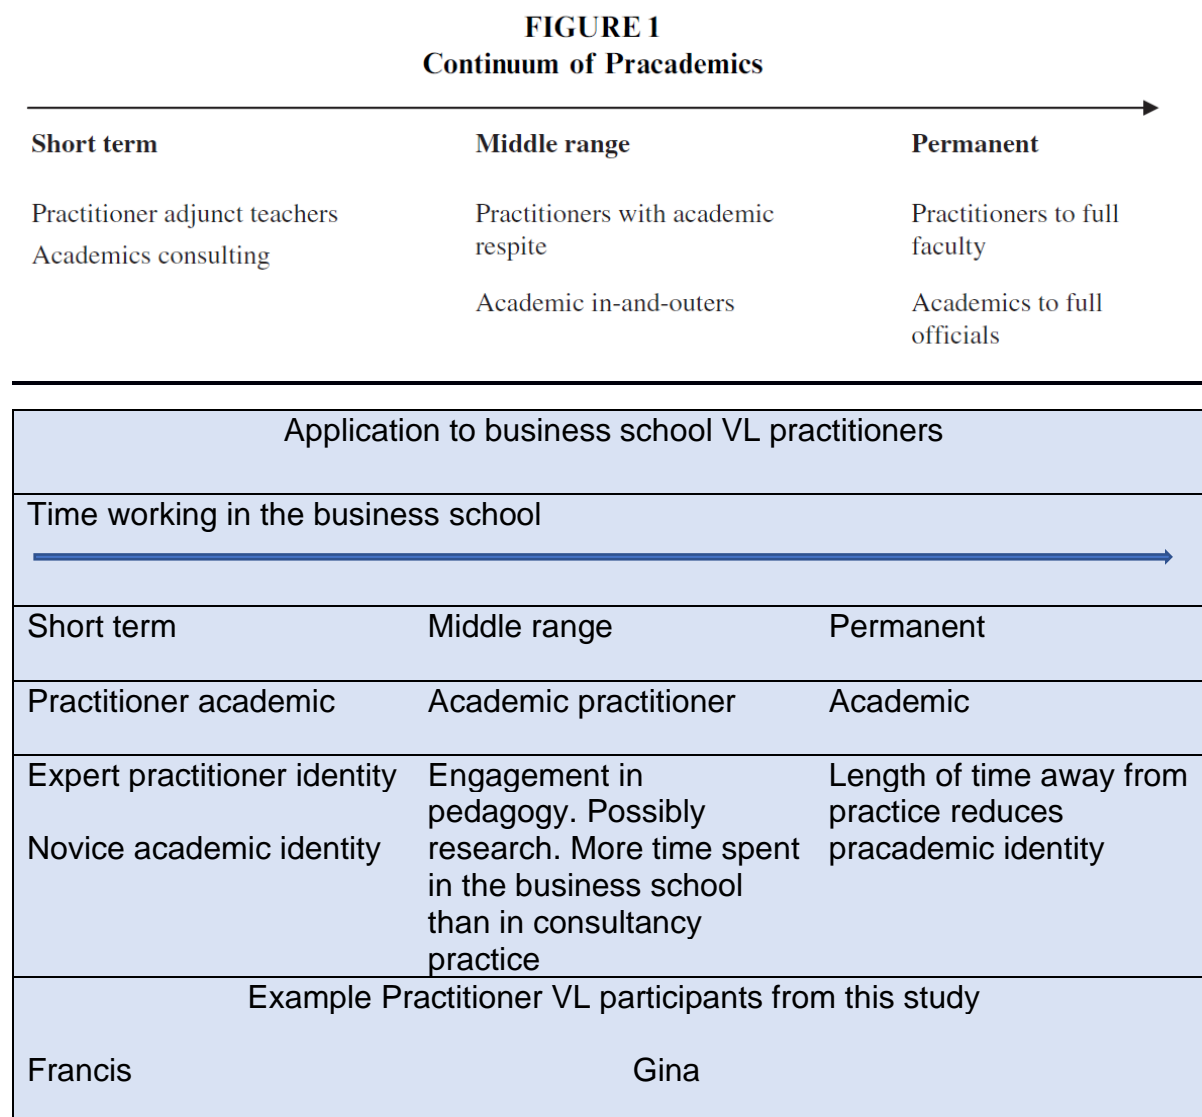 FIGURE 1
Continuum of Pracademics
Short term
Middle range
Permanent
Practitioner adjunct teachers
Academics consulting
Practitioners with academic
respite
Academic in-and-outers
Practitioners to full
faculty
Academics to full
officials
Application to business school VL practitioners
Time working in the business school
Short term
Middle range
Permanent
Practitioner academic
Academic practitioner
Academic
Expert practitioner identity
Novice academic identity
Engagement in
pedagogy. Possibly
research. More time spent
in the business school
than in consultancy
practice
Length of time away from
practice reduces
pracademic identity
Example Practitioner VL participants from this study
Francis
Gina